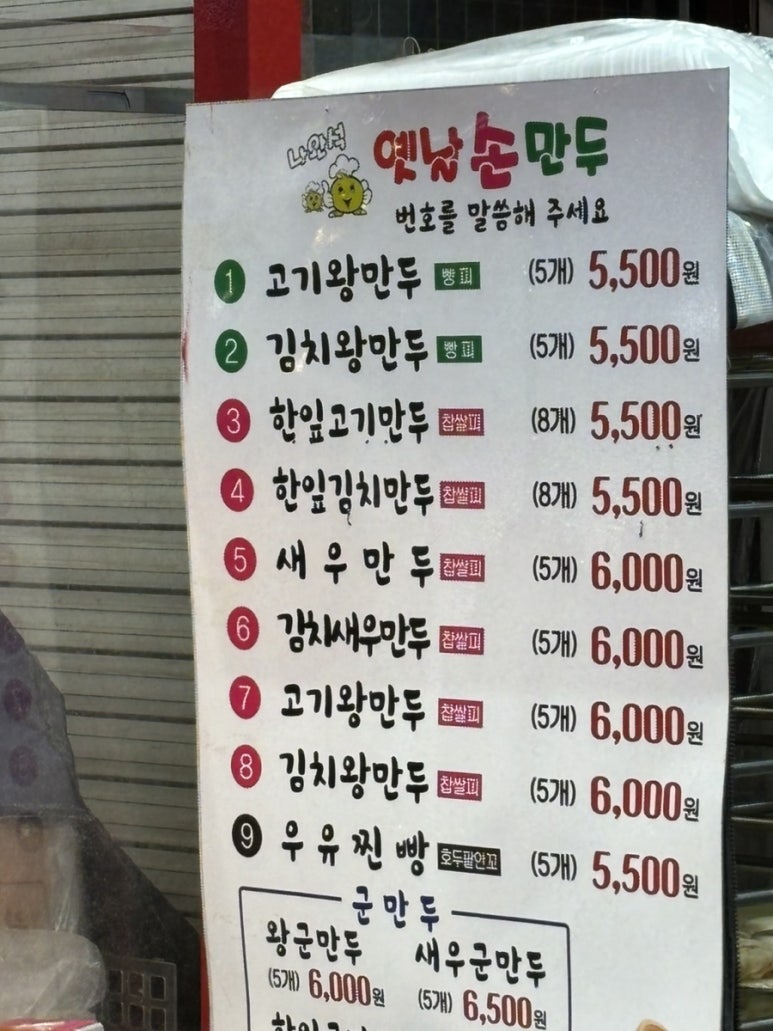 나안석
옛날손만두
번호를 말씀해 주세요
1 고기왕만두 빵피 (5개) 5,500원
2 김치왕만두 빵피 (5개) 5,500원
3 한잎고기만두 찹쌀피 (8개) 5,500원
4 한잎김치만두 찹쌀피 (8개) 5,500원
5 새우만두 찹쌀피 (5개) 6,000원
6 김치새우만두 찹쌀피 (5개) 6,000원
7 고기왕만두 찹쌀피 (5개) 6,000원
8 김치왕만두 찹쌀피 (5개) 6,000원
9 우유찐빵 호두팥앙꼬 (5개) 5,500원
군만두
왕군만두 새우군만두
(5개) 6,000원 (5개) 6,500원